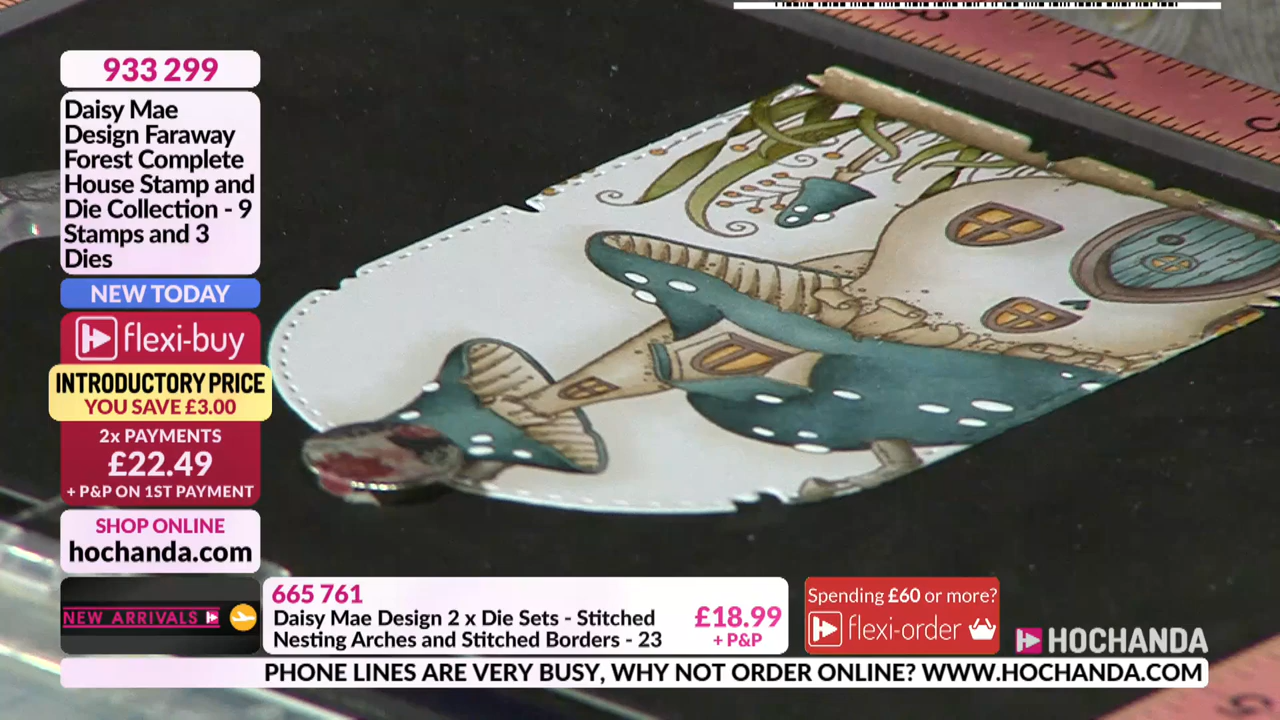 933 299
Daisy Mae
Design Faraway
Forest Complete
House Stamp and
Die Collection - 9
Stamps and 3
Dies
NEW TODAY
flexi-buy
INTRODUCTORY PRICE
YOU SAVE £3.00
2x PAYMENTS
£22.49
+ P&P ON 1ST PAYMENT
SHOP ONLINE
hochanda.com
NEW ARRIVALS
665 761
Daisy Mae Design 2 x Die Sets - Stitched
Nesting Arches and Stitched Borders - 23
£18.99
+ P&P
Spending £60 or more?
flexi-order
HOCHANDA
PHONE LINES ARE VERY BUSY, WHY NOT ORDER ONLINE? WWW.HOCHANDA.COM
3
4
5